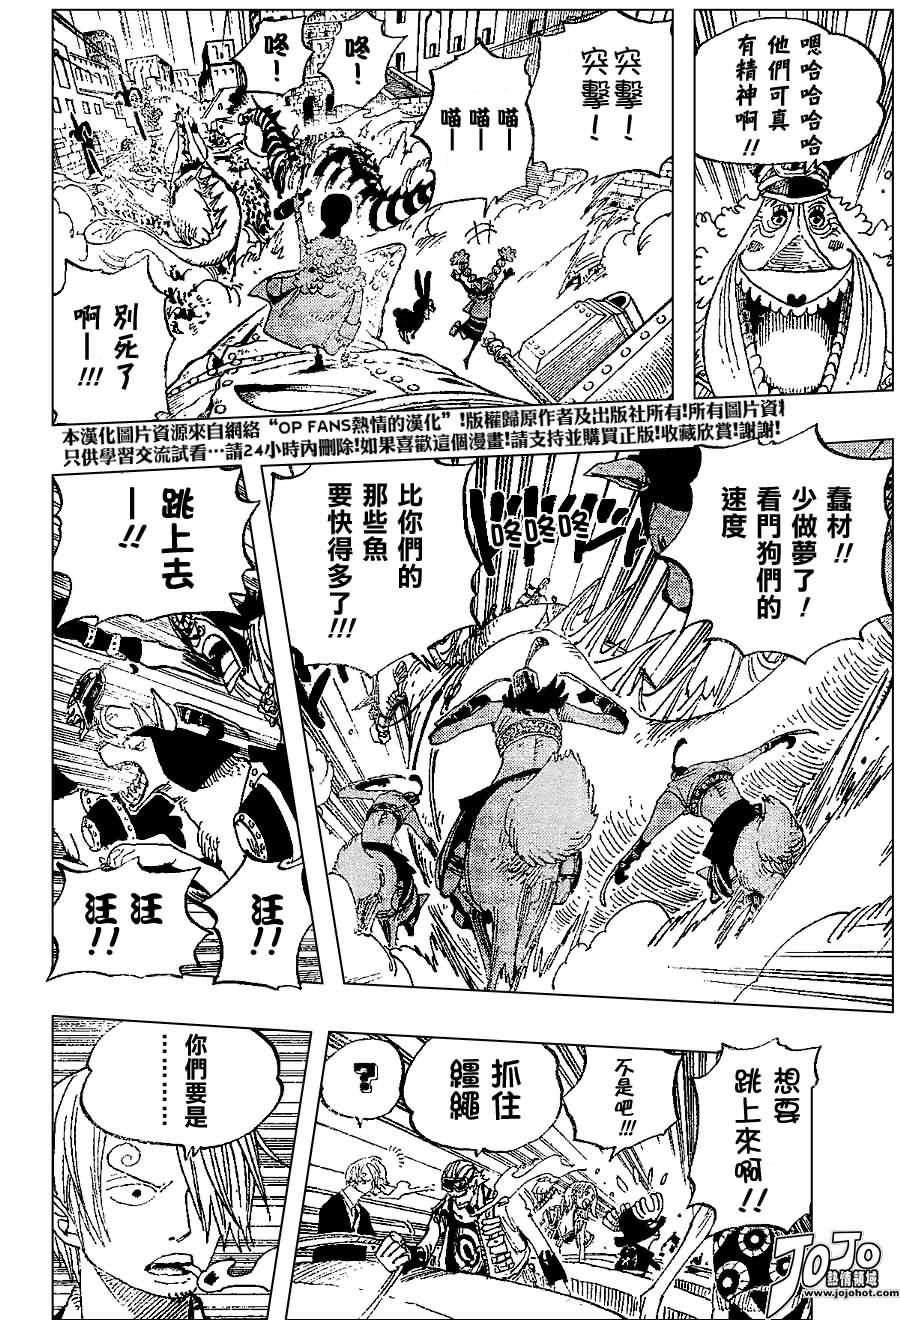 嗯哈哈哈哈
他們可真
有精神啊!!
突擊!
突擊!
咚!
咚!
喵—
喵—
喵—
別死了
啊—!!!
本漢化圖片資源來自網絡“OP FANS熱情的漢化”!版權歸原作者及出版社所有!所有圖片資料
只供學習交流試看…請24小時內刪除!如果喜歡這個漫畫!請支持並購買正版!收藏欣賞!謝謝!
蠢材!!
少做夢了!
看門狗們的
速度
咚咚咚
比你們的
那些魚
要快得多了!!!
跳上去
—!!
汪!!
汪
汪!!
想要
跳上來啊!!
不是吧!!!
抓住
繮繩
?
你們要是
………
JOJO
熱情領域
www.jojohot.com